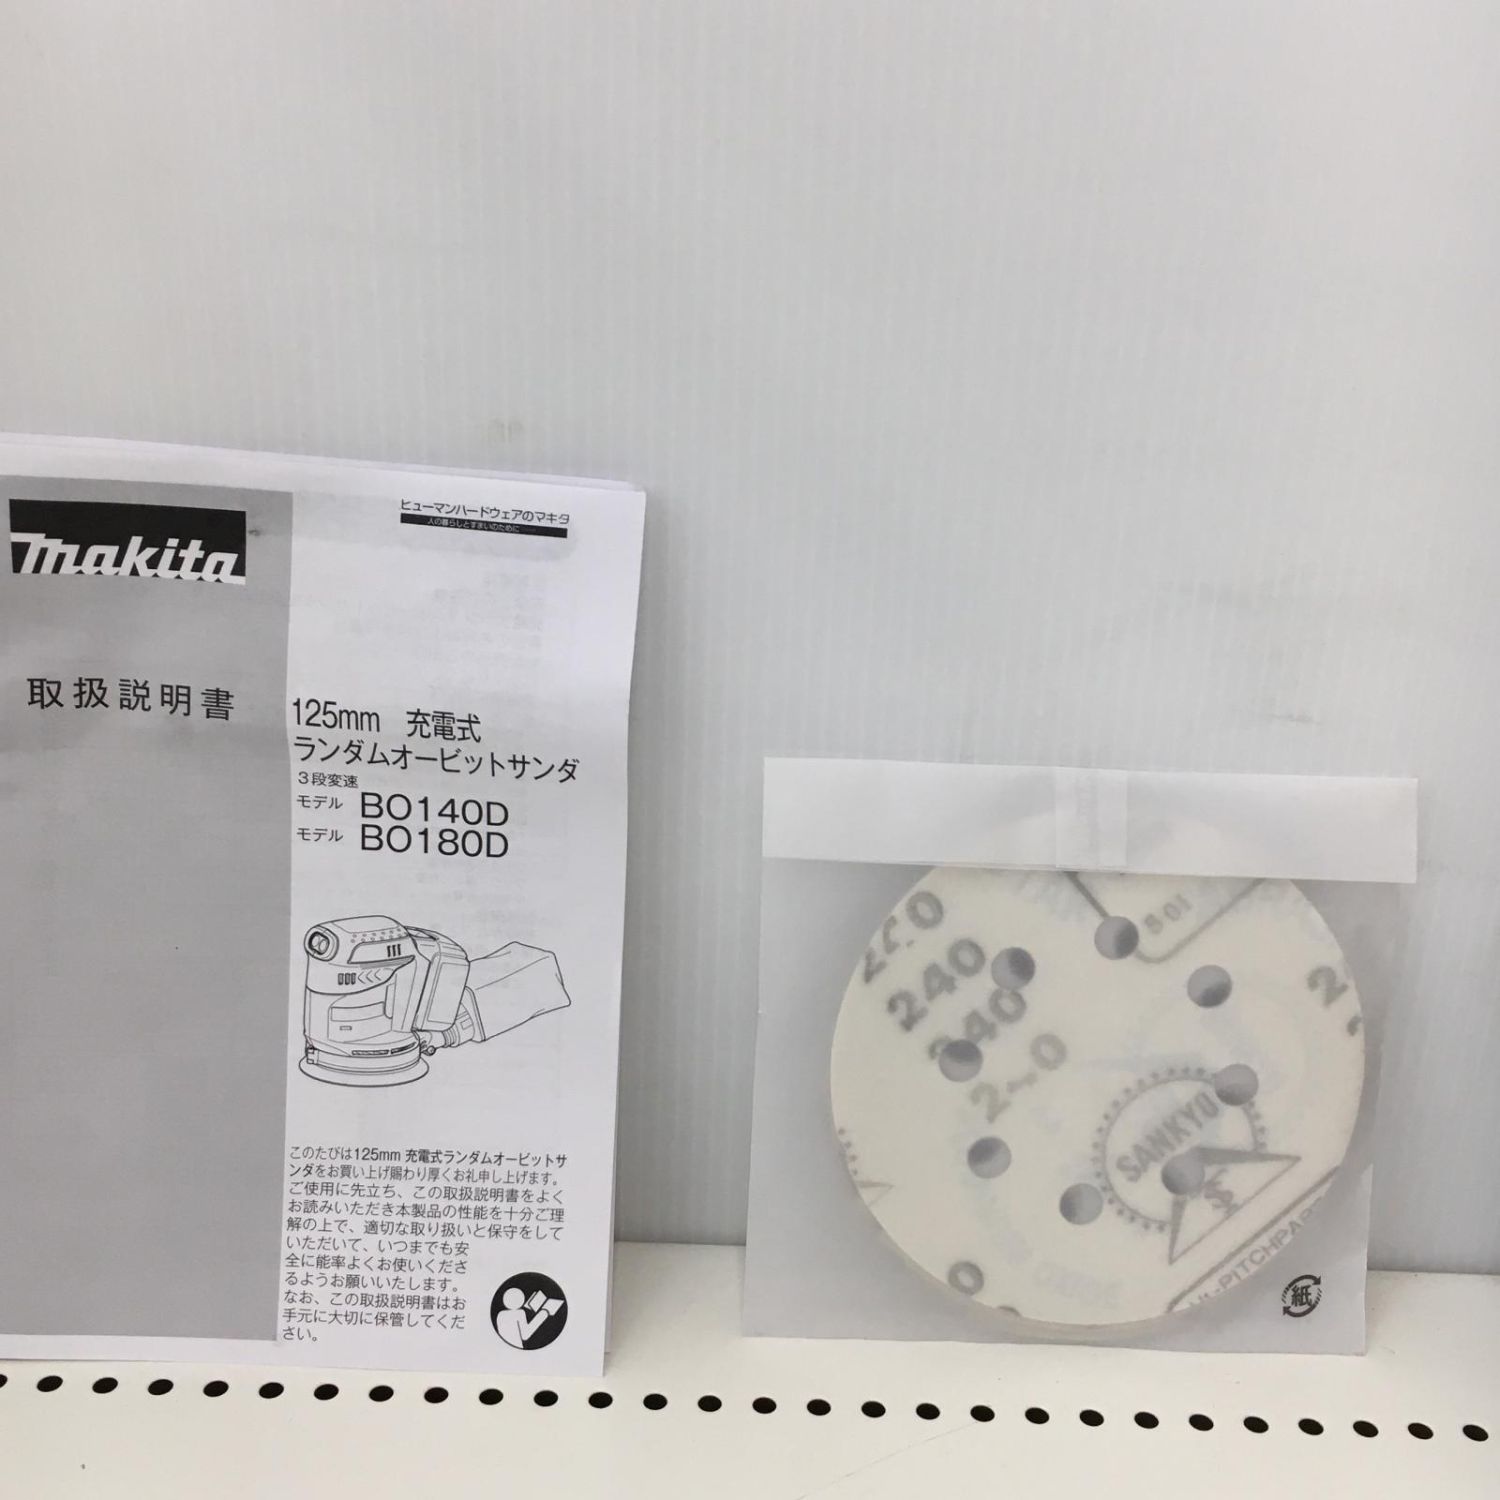 makita
ヒューマンハードウェアのマキタ
人の暮らしとすまいのために
取扱説明書
125mm 充電式
ランダムオービットサンダ
3段変速
モデル BO140D
モデル BO180D
このたびは125mm 充電式ランダムオービットサ
ンダをお買い上げ賜わり厚くお礼申し上げます。
ご使用に先立ち、この取扱説明書をよく
お読みいただき本製品の性能を十分ご理
解の上で、適切な取り扱いと保守をして
いただいて、いつまでも安
全に能率よくお使いくださ
るようお願いいたします。
なお、この取扱説明書はお
手元に大切に保管してくだ
さい。
240
240
240
240
SANKYO
紙